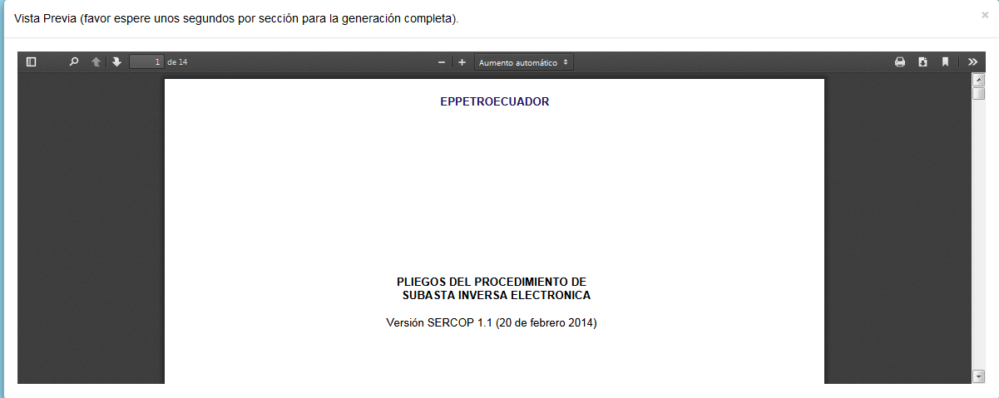 Vista Previa (favor espere unos segundos por sección para la generación completa).
×
1 de 14
Aumento automático
EPPETROECUADOR
PLIEGOS DEL PROCEDIMIENTO DE
SUBASTA INVERSA ELECTRONICA
Versión SERCOP 1.1 (20 de febrero 2014)